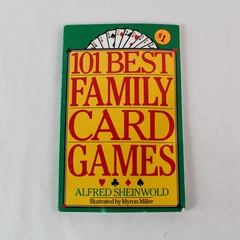 $1
101 BEST
FAMILY
CARD
GAMES
ALFRED SHEINWOLD
Illustrated by Myron Miller